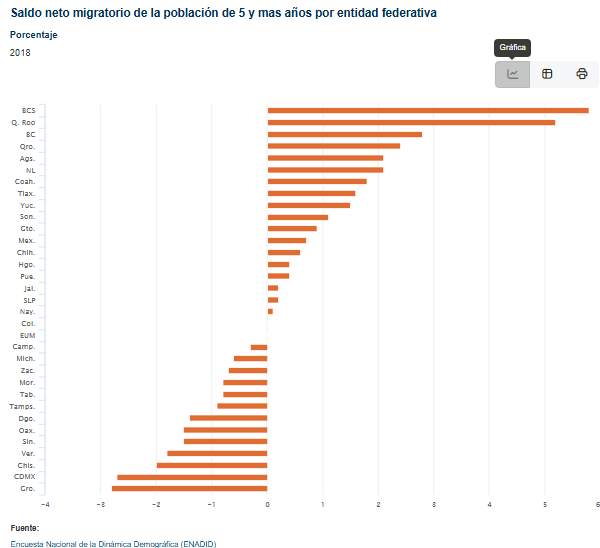 Saldo neto migratorio de la población de 5 y mas años por entidad federativa
Porcentaje
2018
Gráfica
BCS
Q. Roo
BC
Qro.
Ags.
NL
Coah.
Tlax.
Yuc.
Son.
Gto.
Mex.
Chih.
Hgo.
Pue.
Jal.
SLP
Nay.
Col.
EUM
Camp.
Mich.
Zac.
Mor.
Tab.
Tamps.
Dgo.
Oax.
Sin.
Ver.
Chis.
CDMX
Gro.
−4 −3 −2 −1 0 1 2 3 4 5 6
Fuente:
Encuesta Nacional de la Dinámica Demográfica (ENADID)